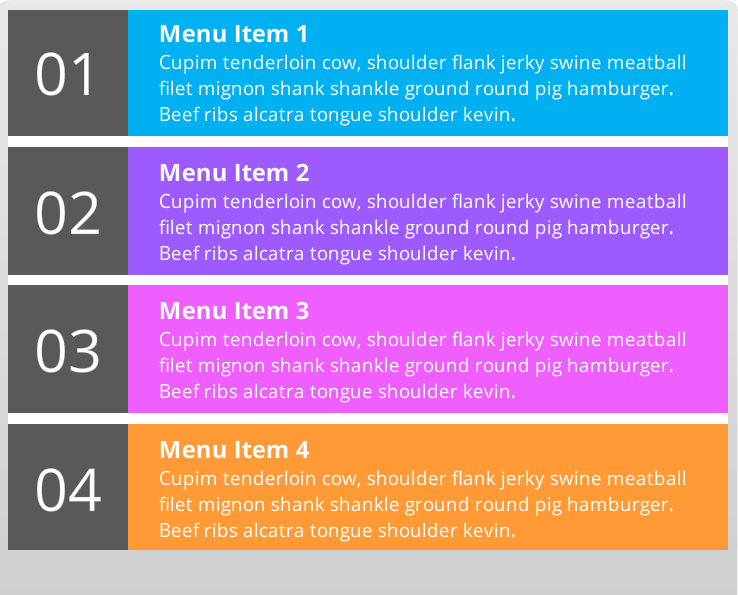 01
Menu Item 1
Cupim tenderloin cow, shoulder flank jerky swine meatball
filet mignon shank shankle ground round pig hamburger.
Beef ribs alcatra tongue shoulder kevin.
02
Menu Item 2
Cupim tenderloin cow, shoulder flank jerky swine meatball
filet mignon shank shankle ground round pig hamburger.
Beef ribs alcatra tongue shoulder kevin.
03
Menu Item 3
Cupim tenderloin cow, shoulder flank jerky swine meatball
filet mignon shank shankle ground round pig hamburger.
Beef ribs alcatra tongue shoulder kevin.
04
Menu Item 4
Cupim tenderloin cow, shoulder flank jerky swine meatball
filet mignon shank shankle ground round pig hamburger.
Beef ribs alcatra tongue shoulder kevin.